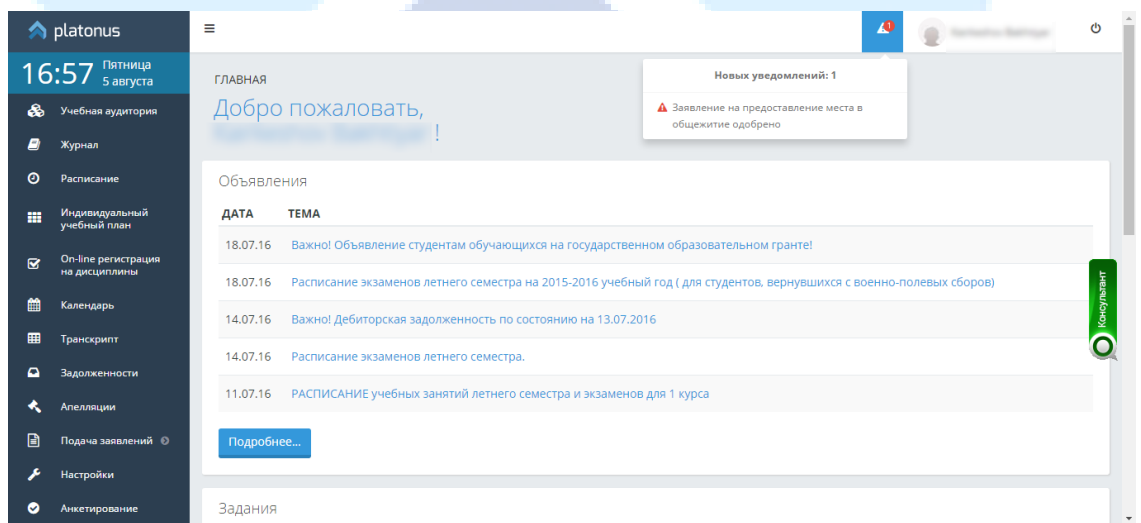 platonus
16:57 Пятница
5 августа
Учебная аудитория
Журнал
Расписание
Индивидуальный
учебный план
On-line регистрация
на дисциплины
Календарь
Транскрипт
Задолженности
Апелляции
Подача заявлений
Настройки
Анкетирование
1
Новых уведомлений: 1
Заявление на предоставление места в
общежитие одобрено
ГЛАВНАЯ
Добро пожаловать,
!
Объявления
ДАТА ТЕМА
18.07.16 Важно! Объявление студентам обучающихся на государственном образовательном гранте!
18.07.16 Расписание экзаменов летнего семестра на 2015-2016 учебный год ( для студентов, вернувшихся с военно-полевых сборов)
14.07.16 Важно! Дебиторская задолженность по состоянию на 13.07.2016
14.07.16 Расписание экзаменов летнего семестра.
11.07.16 РАСПИСАНИЕ учебных занятий летнего семестра и экзаменов для 1 курса
Подробнее...
Задания
Консультант